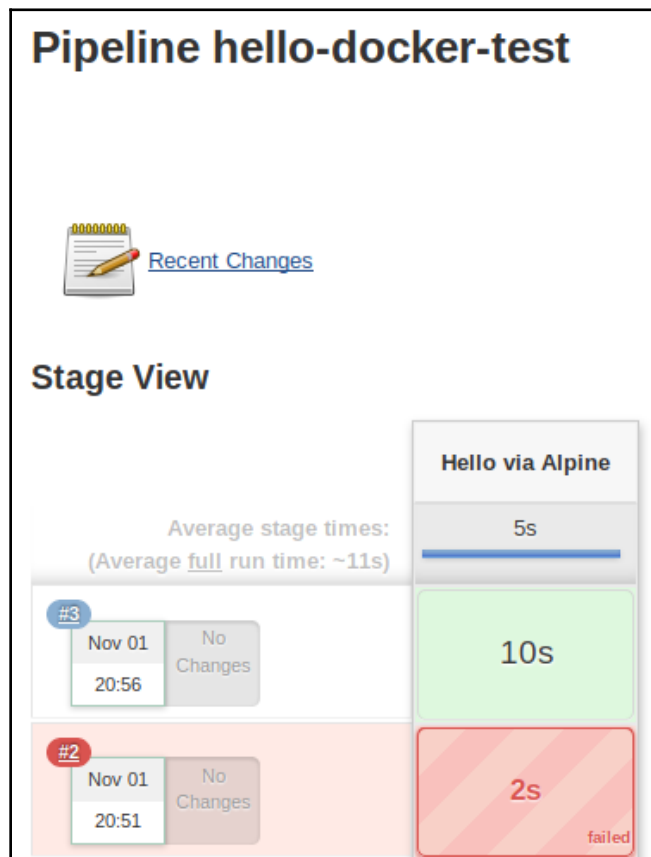 Pipeline hello-docker-test
Recent Changes
Stage View
Hello via Alpine
Average stage times:
5s
(Average full run time: ~11s)
#3
Nov 01
No
Changes
20:56
10s
#2
Nov 01
No
Changes
20:51
2s
failed